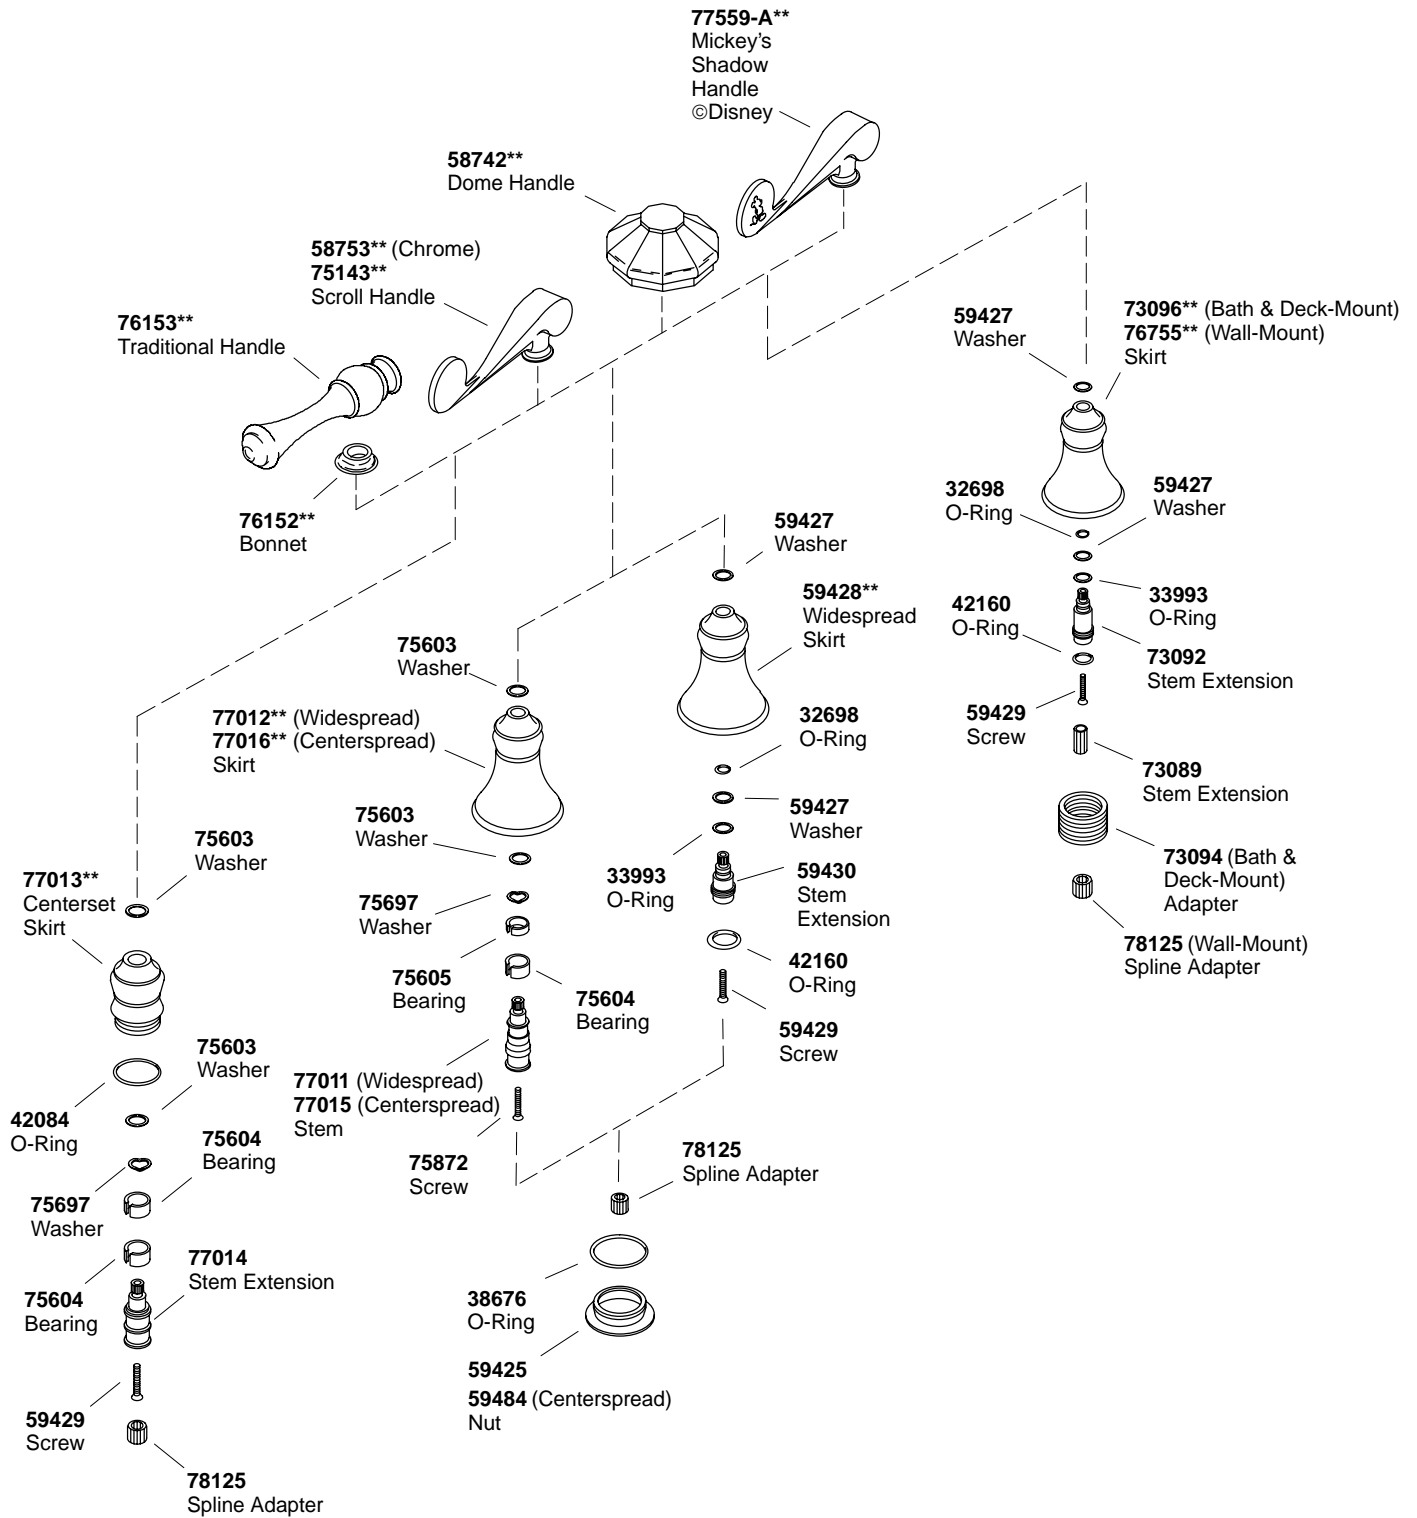 77559-A**
Mickey's
Shadow
Handle
©Disney
58742**
Dome Handle
58753** (Chrome)
75143**
Scroll Handle
76153**
Traditional Handle
76152**
Bonnet
59427
Washer
73096** (Bath & Deck-Mount)
76755** (Wall-Mount)
Skirt
32698
O-Ring
59427
Washer
42160
O-Ring
33993
O-Ring
73092
Stem Extension
59429
Screw
73089
Stem Extension
73094 (Bath &
Deck-Mount)
Adapter
78125 (Wall-Mount)
Spline Adapter
59427
Washer
59428**
Widespread
Skirt
32698
O-Ring
59427
Washer
33993
O-Ring
59430
Stem
Extension
42160
O-Ring
59429
Screw
75603
Washer
77012** (Widespread)
77016** (Centerspread)
Skirt
75603
Washer
75697
Washer
75605
Bearing
75604
Bearing
77011 (Widespread)
77015 (Centerspread)
Stem
75872
Screw
78125
Spline Adapter
38676
O-Ring
59425
59484 (Centerspread)
Nut
75603
Washer
77013**
Centerset
Skirt
75603
Washer
42084
O-Ring
75604
Bearing
75697
Washer
77014
Stem Extension
75604
Bearing
59429
Screw
78125
Spline Adapter